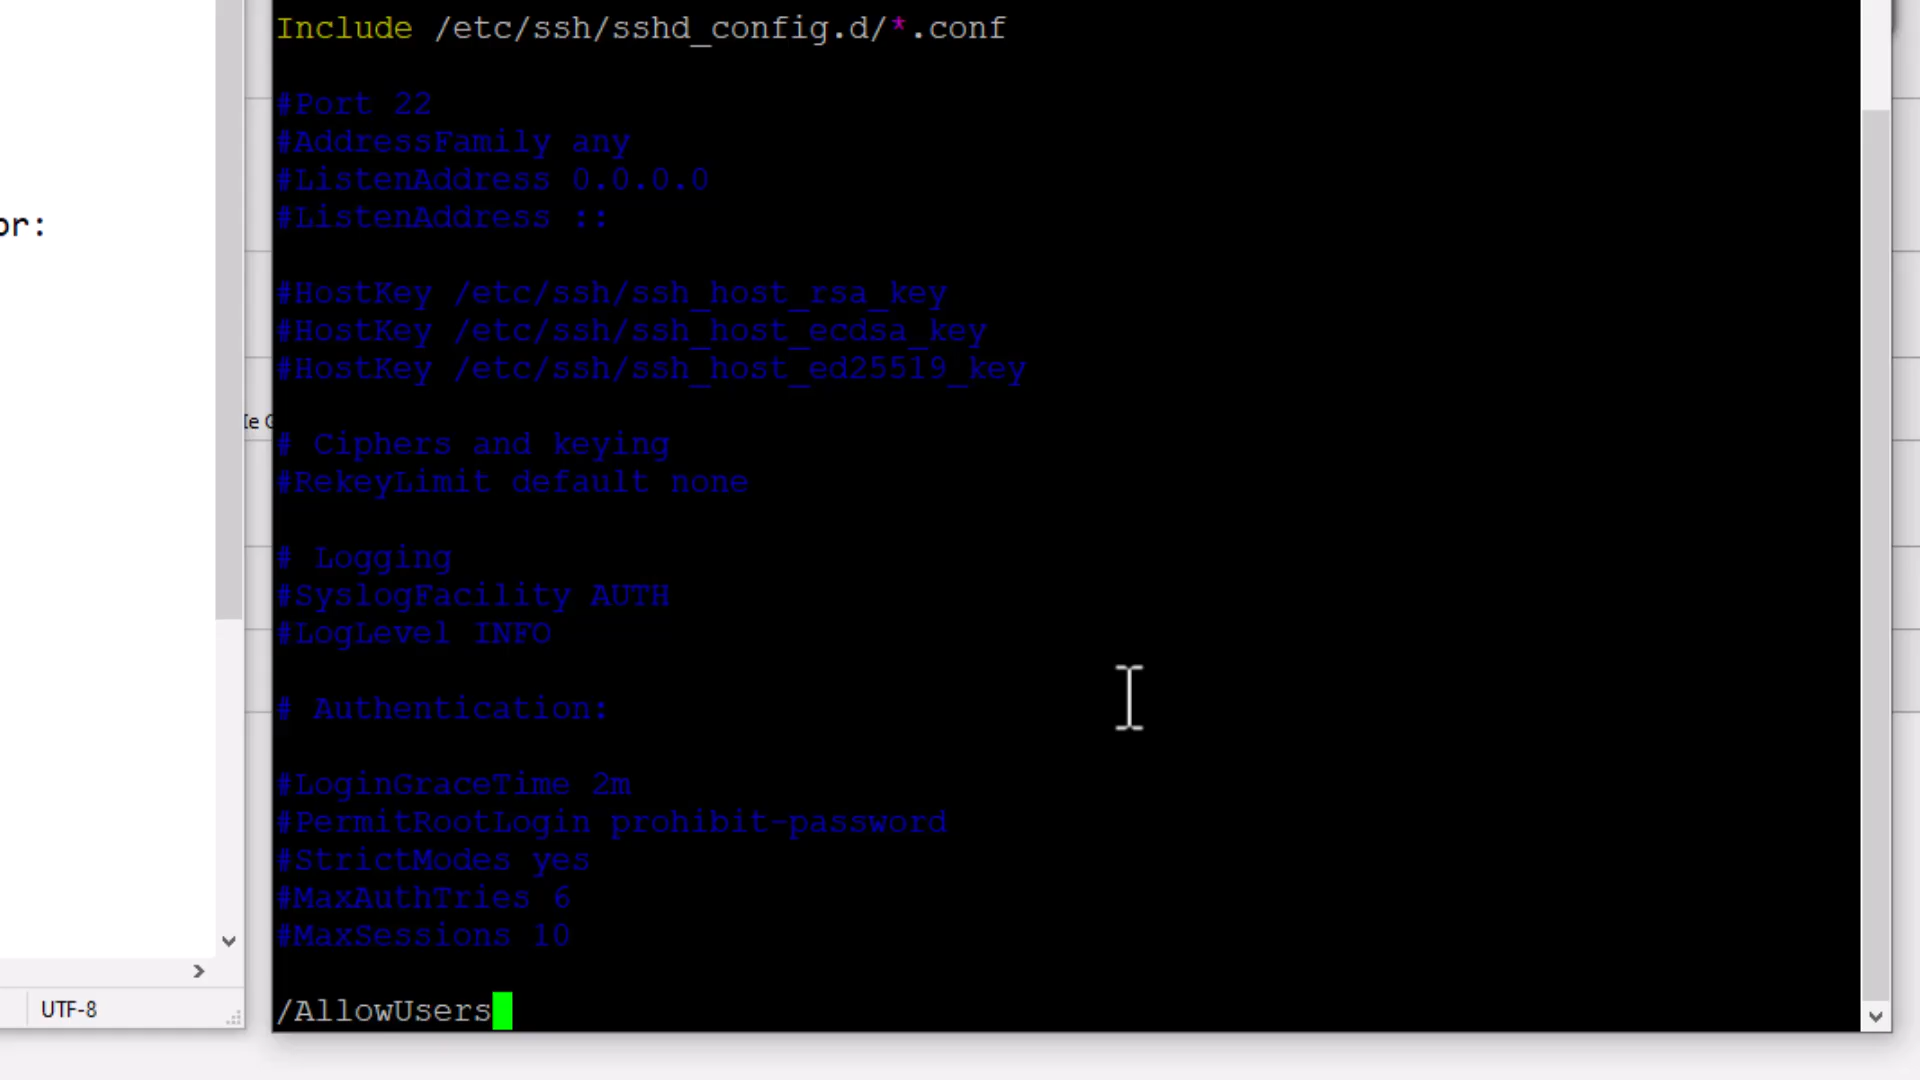 Include /etc/ssh/sshd_config.d/*.conf
#Port 22
#AddressFamily any
#ListenAddress 0.0.0.0
#ListenAddress ::
or:
#HostKey /etc/ssh/ssh_host_rsa_key
#HostKey /etc/ssh/ssh_host_ecdsa_key
#HostKey /etc/ssh/ssh_host_ed25519_key
# Ciphers and keying
#RekeyLimit default none
# Logging
#SyslogFacility AUTH
#LogLevel INFO
# Authentication:
#LoginGraceTime 2m
#PermitRootLogin prohibit-password
#StrictModes yes
#MaxAuthTries 6
#MaxSessions 10
/AllowUsers
UTF-8